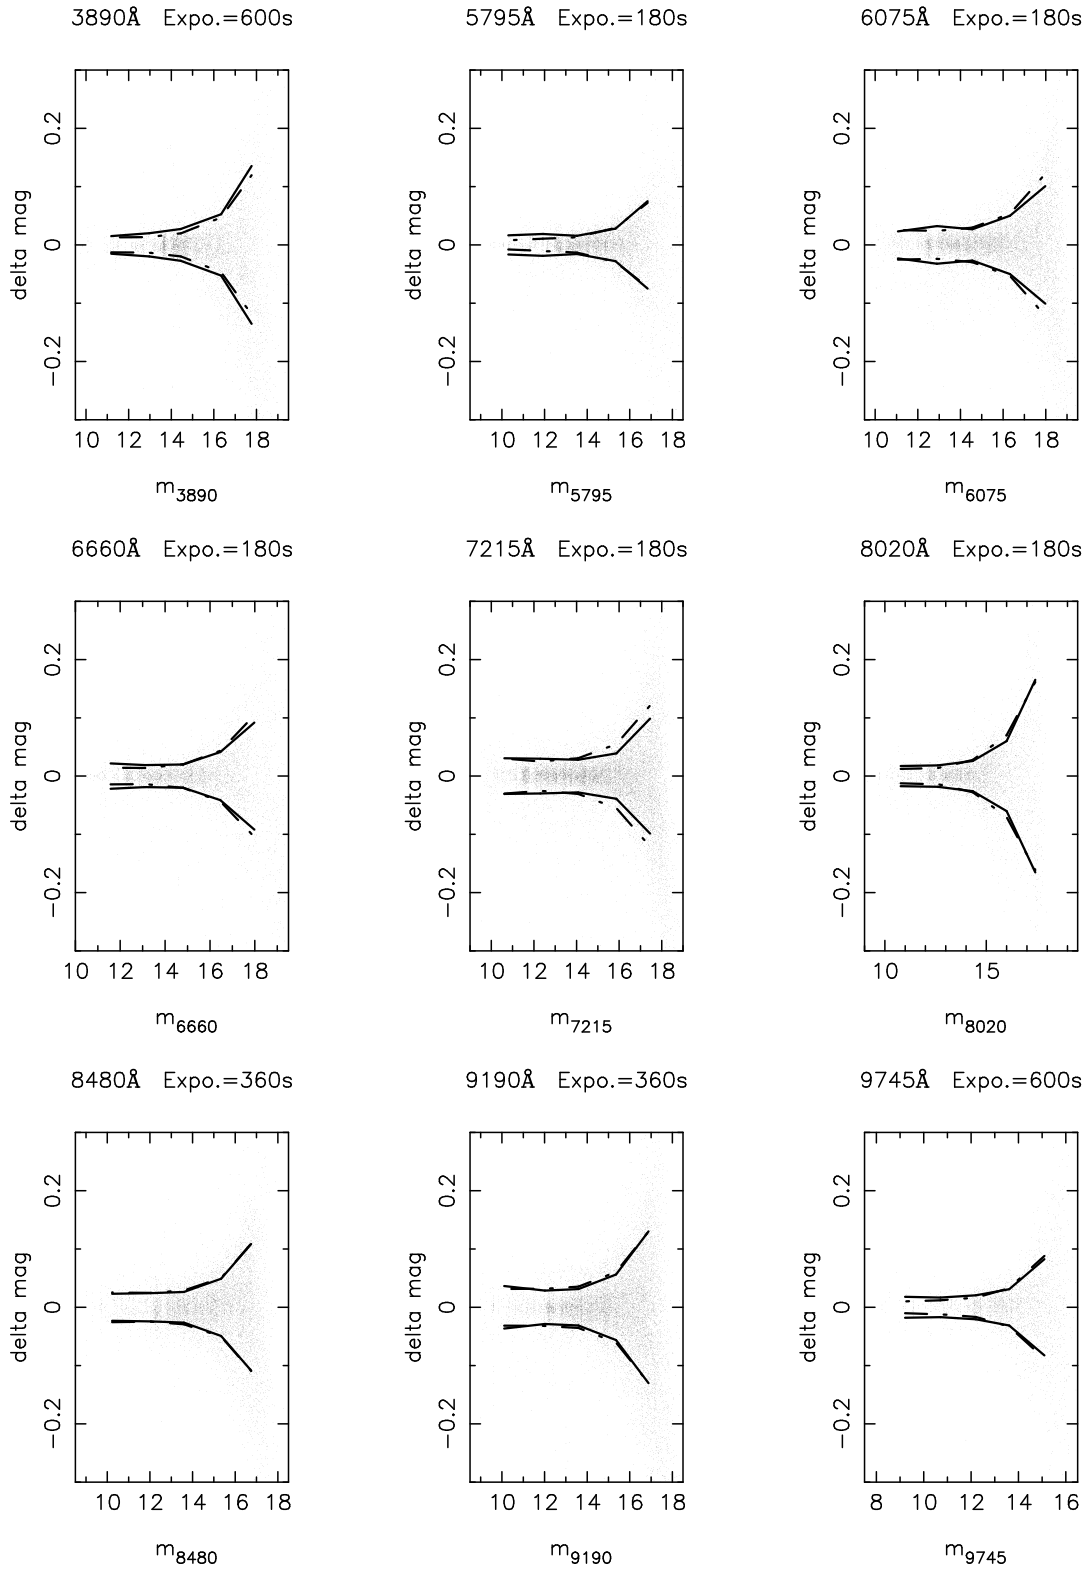 3890Å Expo.=600s
0.2
0
−0.2
delta mag
10 12 14 16 18
m3890
5795Å Expo.=180s
0.2
0
−0.2
delta mag
10 12 14 16 18
m5795
6075Å Expo.=180s
0.2
0
−0.2
delta mag
10 12 14 16 18
m6075
6660Å Expo.=180s
0.2
0
−0.2
delta mag
10 12 14 16 18
m6660
7215Å Expo.=180s
0.2
0
−0.2
delta mag
10 12 14 16 18
m7215
8020Å Expo.=180s
0.2
0
−0.2
delta mag
10 15
m8020
8480Å Expo.=360s
0.2
0
−0.2
delta mag
10 12 14 16 18
m8480
9190Å Expo.=360s
0.2
0
−0.2
delta mag
10 12 14 16 18
m9190
9745Å Expo.=600s
0.2
0
−0.2
delta mag
8 10 12 14 16
m9745